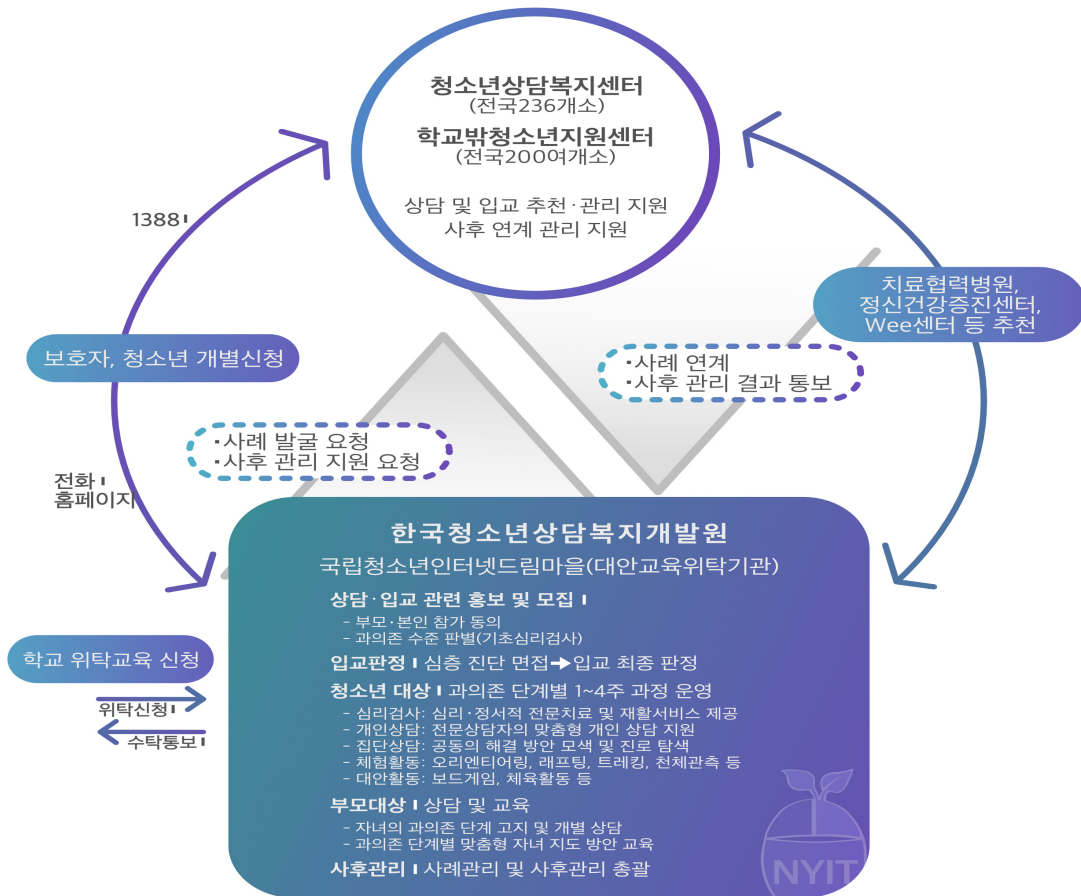 청소년상담복지센터
(전국236개소)
학교밖청소년지원센터
(전국200여개소)
상담 및 입교 추천·관리 지원
사후 연계 관리 지원
1388
보호자, 청소년 개별신청
전화
홈페이지
치료협력병원,
정신건강증진센터,
Wee센터 등 추천
·사례 연계
·사후 관리 결과 통보
·사례 발굴 요청
·사후 관리 지원 요청
학교 위탁교육 신청
위탁신청
수탁통보
한국청소년상담복지개발원
국립청소년인터넷드림마을(대안교육위탁기관)
상담·입교 관련 홍보 및 모집
- 부모·본인 참가 동의
- 과의존 수준 판별(기초심리검사)
입교판정 심층 진단 면접➞입교 최종 판정
청소년 대상 과의존 단계별 1~4주 과정 운영
- 심리검사: 심리·정서적 전문치료 및 재활서비스 제공
- 개인상담: 전문상담자의 맞춤형 개인 상담 지원
- 집단상담: 공동의 해결 방안 모색 및 진로 탐색
- 체험활동: 오리엔티어링, 래프팅, 트레킹, 천체관측 등
- 대안활동: 보드게임, 체육활동 등
부모대상 상담 및 교육
- 자녀의 과의존 단계 고지 및 개별 상담
- 과의존 단계별 맞춤형 자녀 지도 방안 교육
사후관리 사례관리 및 사후관리 총괄
NYIT